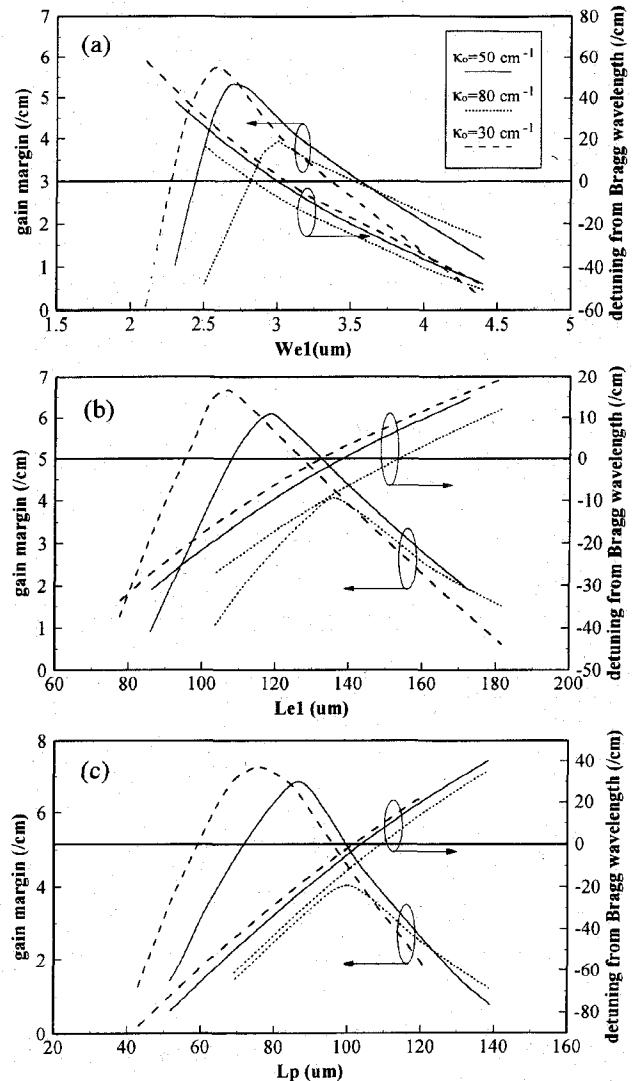 (a)
gain margin (/cm)
7
6
5
4
3
2
1
0
80
60
40
20
0
-20
-40
-60
detuning from Bragg wavelength (/cm)
κo=50 cm⁻¹
κo=80 cm⁻¹
κo=30 cm⁻¹
1.5 2 2.5 3 3.5 4 4.5 5
We1(um)
(b)
gain margin (/cm)
7
6
5
4
3
2
1
0
20
10
0
-10
-20
-30
-40
-50
detuning from Bragg wavelength (/cm)
60 80 100 120 140 160 180 200
Le1 (um)
(c)
gain margin (/cm)
8
6
4
2
0
40
20
0
-20
-40
-60
-80
detuning from Bragg wavelength (/cm)
20 40 60 80 100 120 140 160
Lp (um)